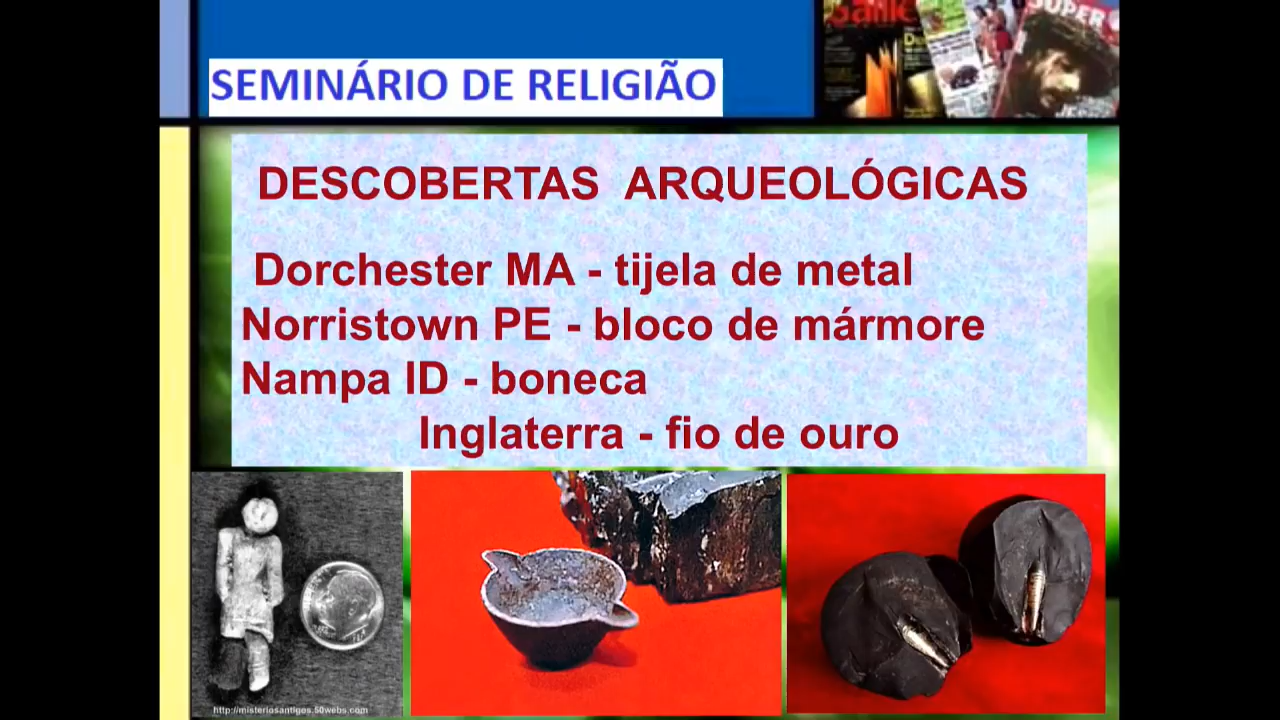 SUPER
SEMINÁRIO DE RELIGIÃO
DESCOBERTAS ARQUEOLÓGICAS
Dorchester MA - tijela de metal
Norristown PE - bloco de mármore
Nampa ID - boneca
Inglaterra - fio de ouro
http://misteriosantigos.50webs.com